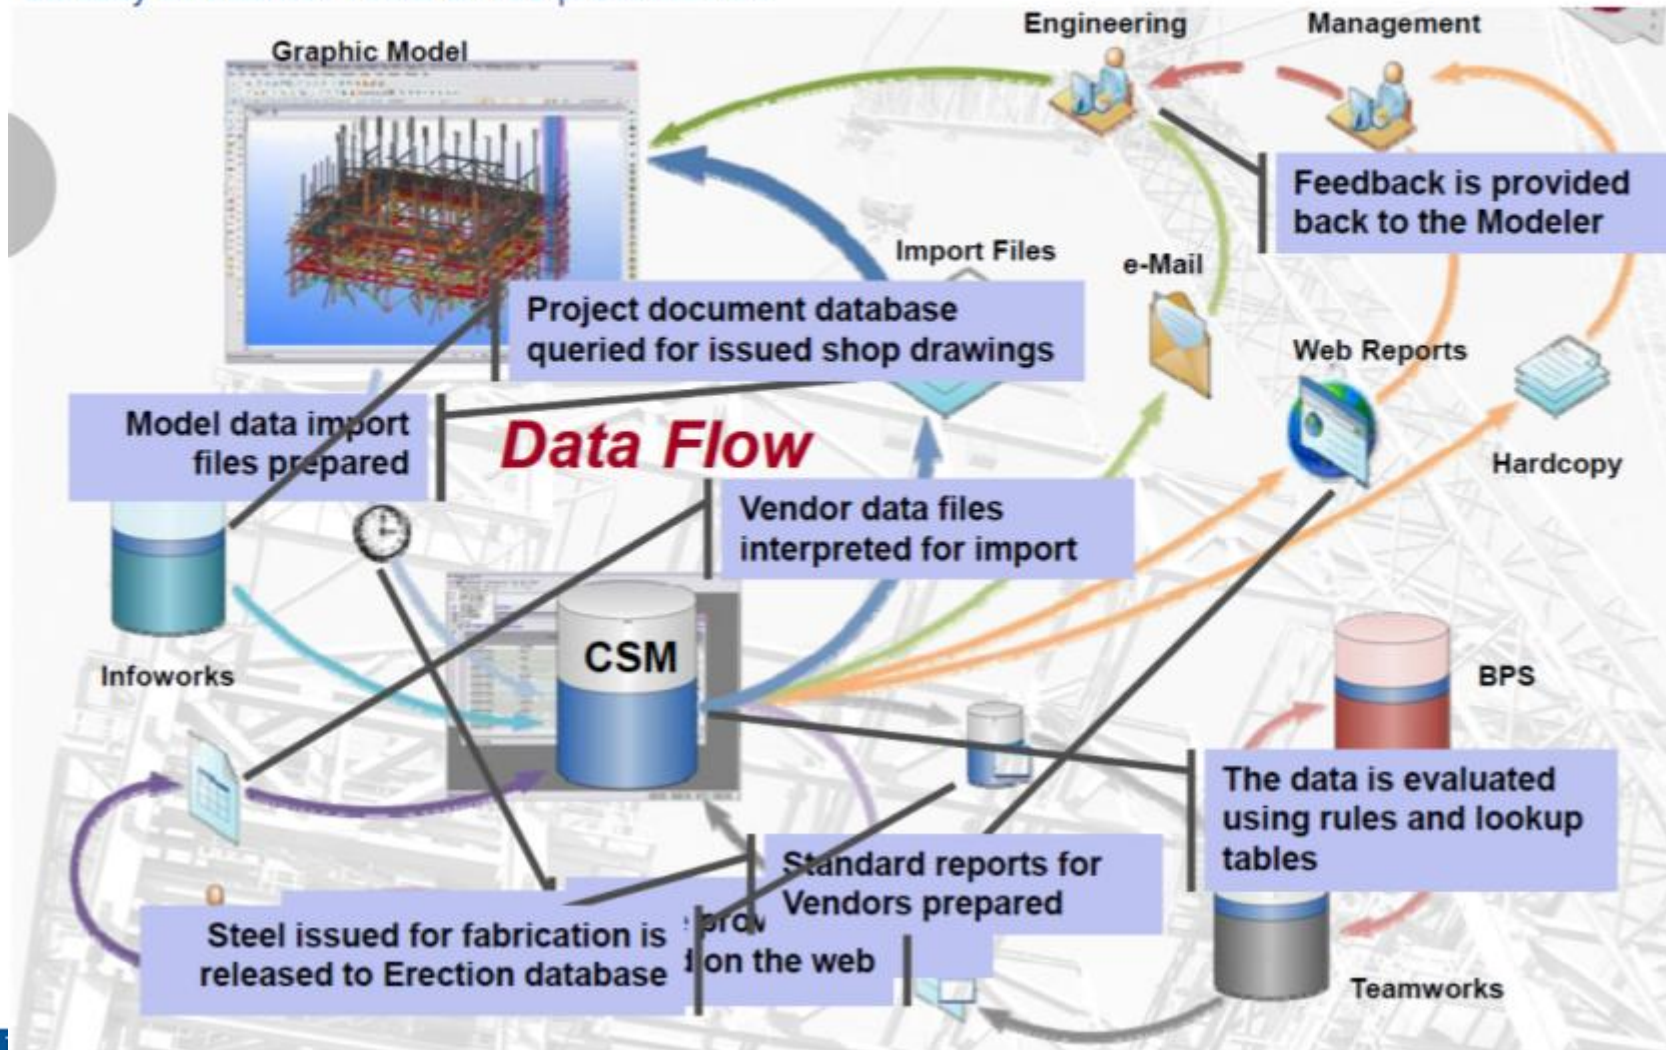 Engineering
Management
Graphic Model
Feedback is provided
back to the Modeler
Import Files
e-Mail
Project document database
queried for issued shop drawings
Web Reports
Model data import
files prepared
Data Flow
Hardcopy
Vendor data files
interpreted for import
CSM
Infoworks
BPS
The data is evaluated
using rules and lookup
tables
Standard reports for
Vendors prepared
Steel issued for fabrication is
released to Erection database
on the web
Teamworks